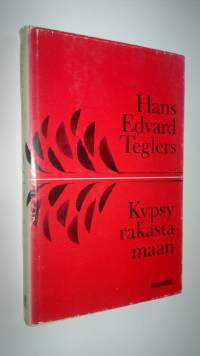 Hans
Edvard
Teglers
Kypsy
rakasta-
maan